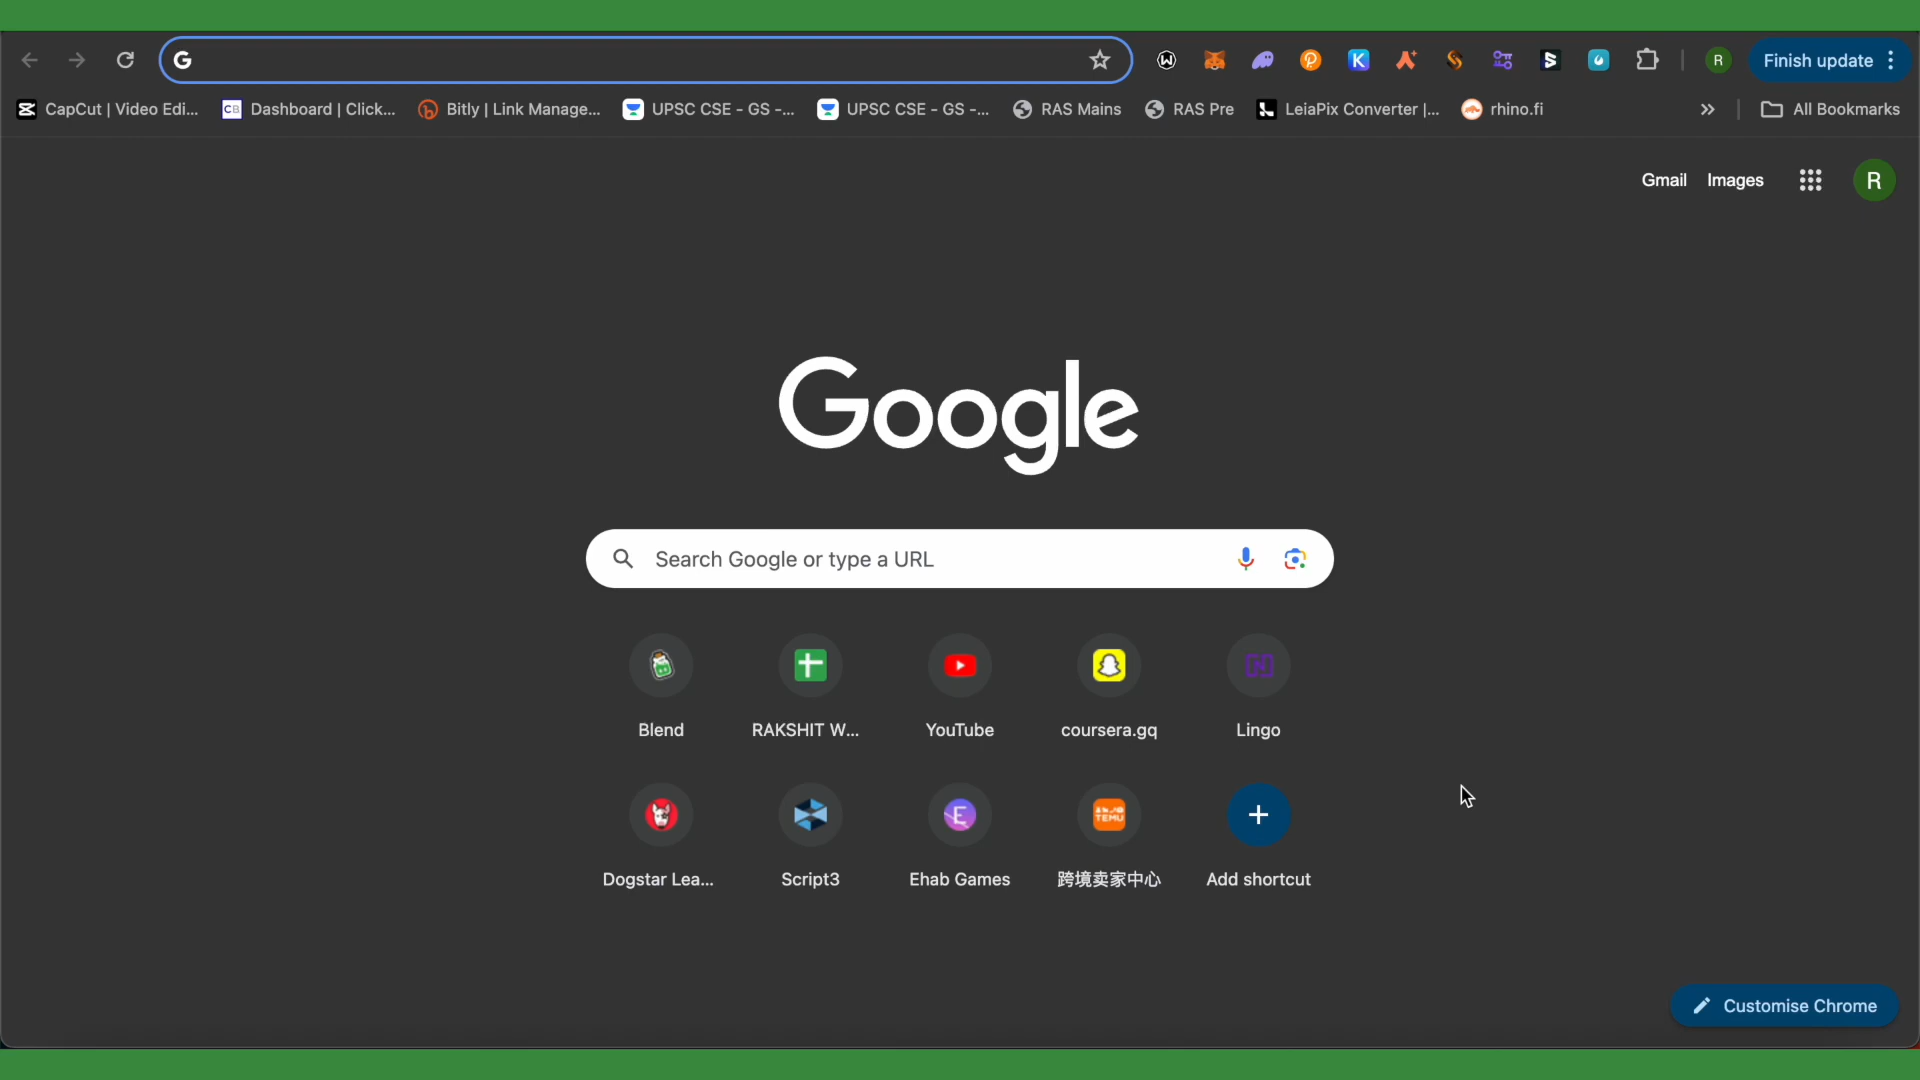 G
R
Finish update
CapCut | Video Edi...
CB
Dashboard | Click...
Bitly | Link Manage...
UPSC CSE - GS -...
UPSC CSE - GS -...
RAS Mains
RAS Pre
LeiaPix Converter |...
rhino.fi
»
All Bookmarks
Gmail
Images
R
Google
Search Google or type a URL
Blend
RAKSHIT W...
YouTube
coursera.gq
Lingo
E
TEMU
Dogstar Lea...
Script3
Ehab Games
跨境卖家中心
Add shortcut
Customise Chrome